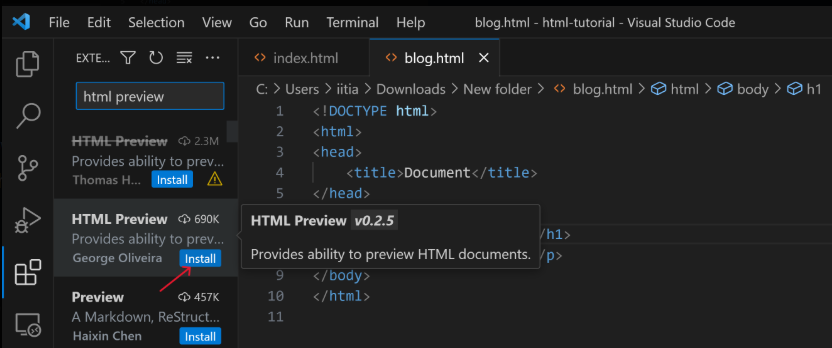 File Edit Selection View Go Run Terminal Help blog.html - html-tutorial - Visual Studio Code
EXTE... ···
index.html blog.html ×
html preview
C: > Users > iitia > Downloads > New folder > blog.html > html > body > h1
HTML Preview 2.3M
Provides ability to prev...
Thomas H... Install
HTML Preview 690K
Provides ability to prev...
George Oliveira Install
Preview 457K
A Markdown, ReStruct...
Haixin Chen Install
1 <!DOCTYPE html>
2 <html>
3 <head>
4 <title>Document</title>
5 </head>
HTML Preview v0.2.5
Provides ability to preview HTML documents.
/h1>
/p>
9 </body>
10 </html>
11